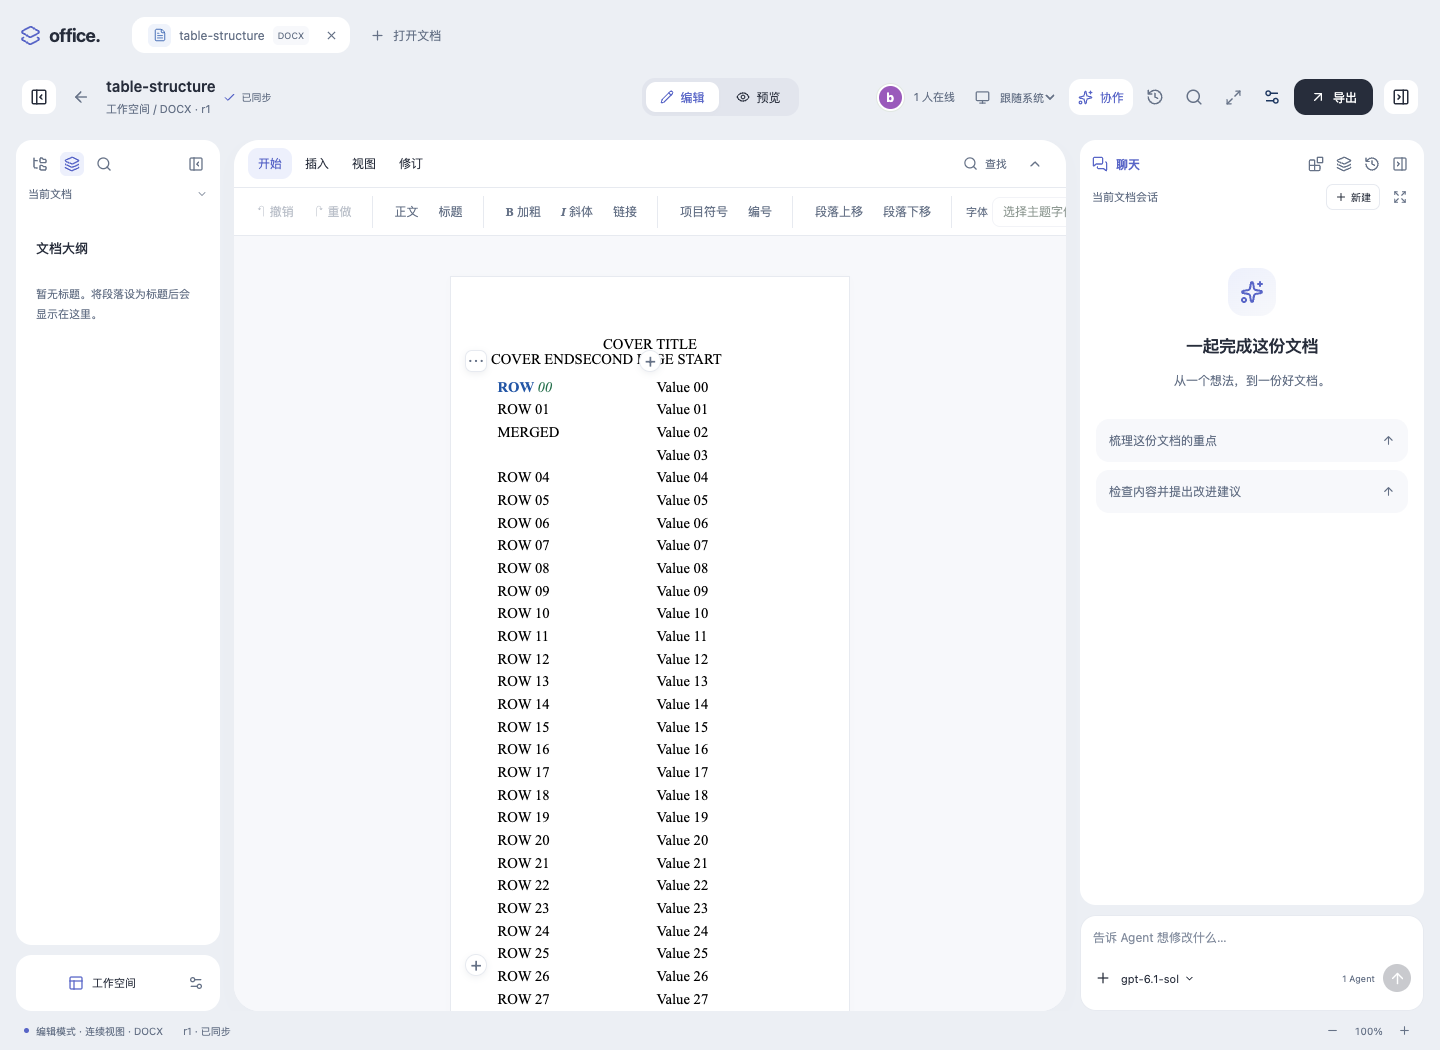 office.
table-structure DOCX
打开文档
table-structure
已同步
工作空间 / DOCX · r1
编辑
预览
b
1 人在线
跟随系统
协作
导出
当前文档
文档大纲
暂无标题。将段落设为标题后会
显示在这里。
工作空间
开始 插入 视图 修订
查找
撤销 重做 正文 标题 B 加粗 I 斜体 链接 项目符号 编号 段落上移 段落下移 字体 选择主题字
COVER TITLE
COVER ENDSECOND GE START
ROW 00 Value 00
ROW 01 Value 01
MERGED Value 02
Value 03
ROW 04 Value 04
ROW 05 Value 05
ROW 06 Value 06
ROW 07 Value 07
ROW 08 Value 08
ROW 09 Value 09
ROW 10 Value 10
ROW 11 Value 11
ROW 12 Value 12
ROW 13 Value 13
ROW 14 Value 14
ROW 15 Value 15
ROW 16 Value 16
ROW 17 Value 17
ROW 18 Value 18
ROW 19 Value 19
ROW 20 Value 20
ROW 21 Value 21
ROW 22 Value 22
ROW 23 Value 23
ROW 24 Value 24
ROW 25 Value 25
ROW 26 Value 26
ROW 27 Value 27
聊天
当前文档会话
新建
一起完成这份文档
从一个想法，到一份好文档。
梳理这份文档的重点
检查内容并提出改进建议
告诉 Agent 想修改什么...
gpt-6.1-sol
1 Agent
编辑模式 · 连续视图 · DOCX r1 · 已同步
100%